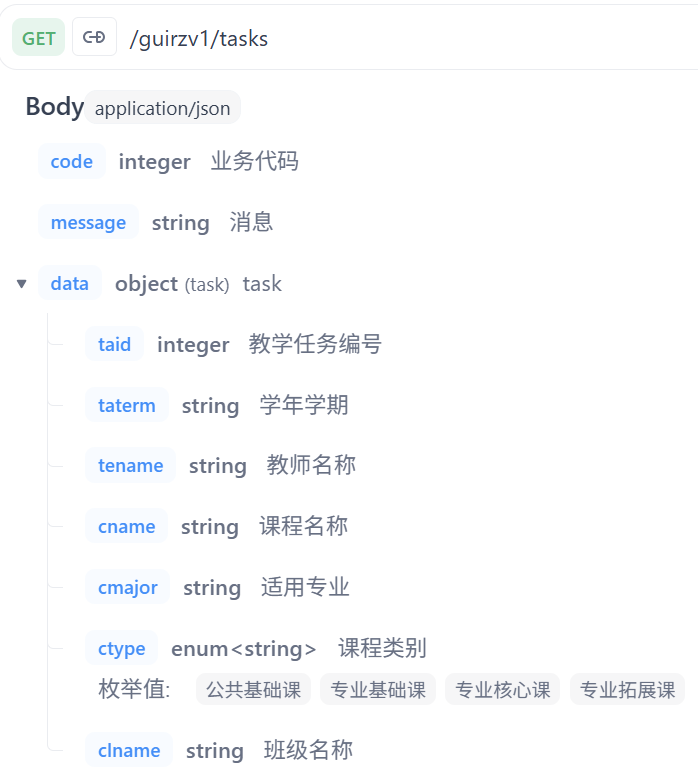 GET /guirzv1/tasks
Body application/json
code integer 业务代码
message string 消息
data object (task) task
taid integer 教学任务编号
taterm string 学年学期
tename string 教师名称
cname string 课程名称
cmajor string 适用专业
ctype enum<string> 课程类别
枚举值: 公共基础课 专业基础课 专业核心课 专业拓展课
clname string 班级名称